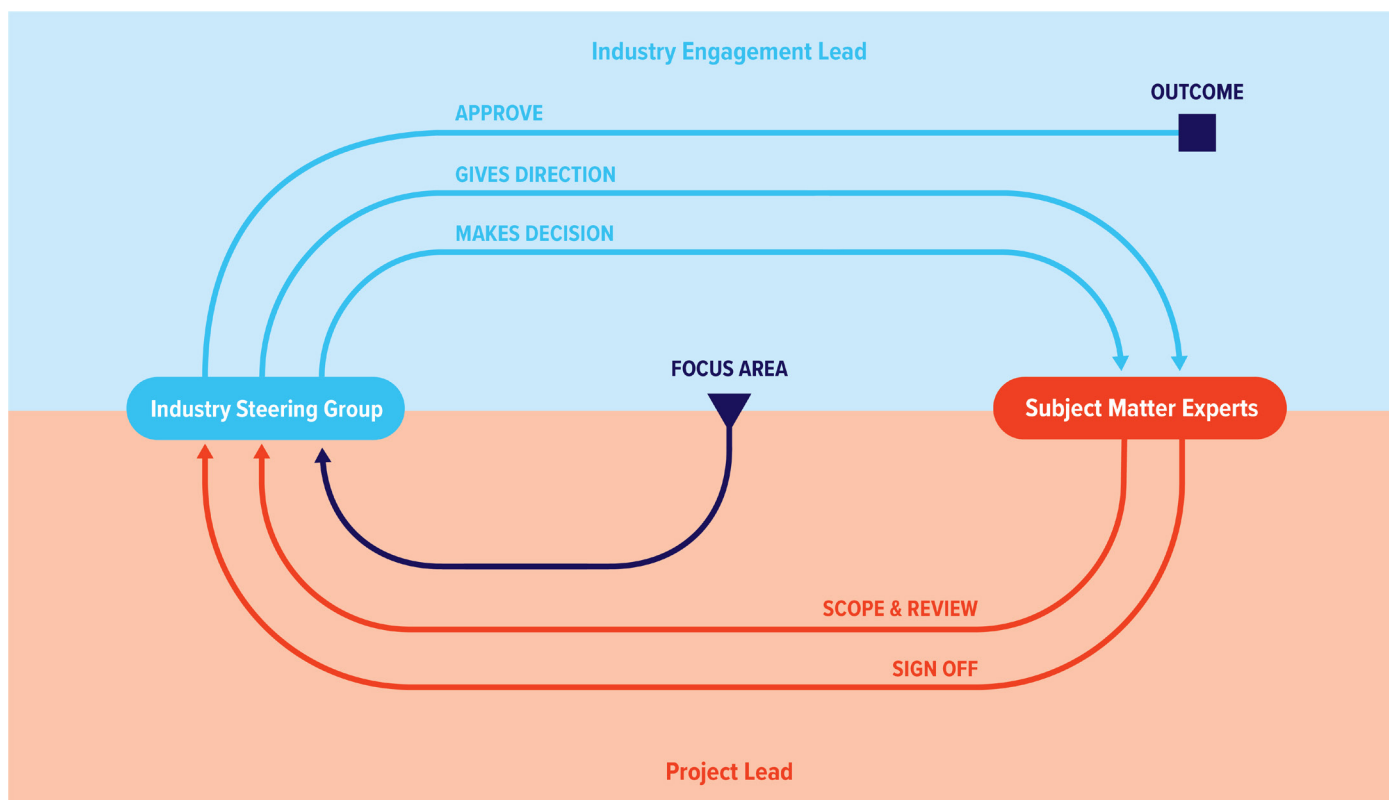 Industry Engagement Lead
OUTCOME
APPROVE
GIVES DIRECTION
MAKES DECISION
FOCUS AREA
Industry Steering Group
Subject Matter Experts
SCOPE & REVIEW
SIGN OFF
Project Lead